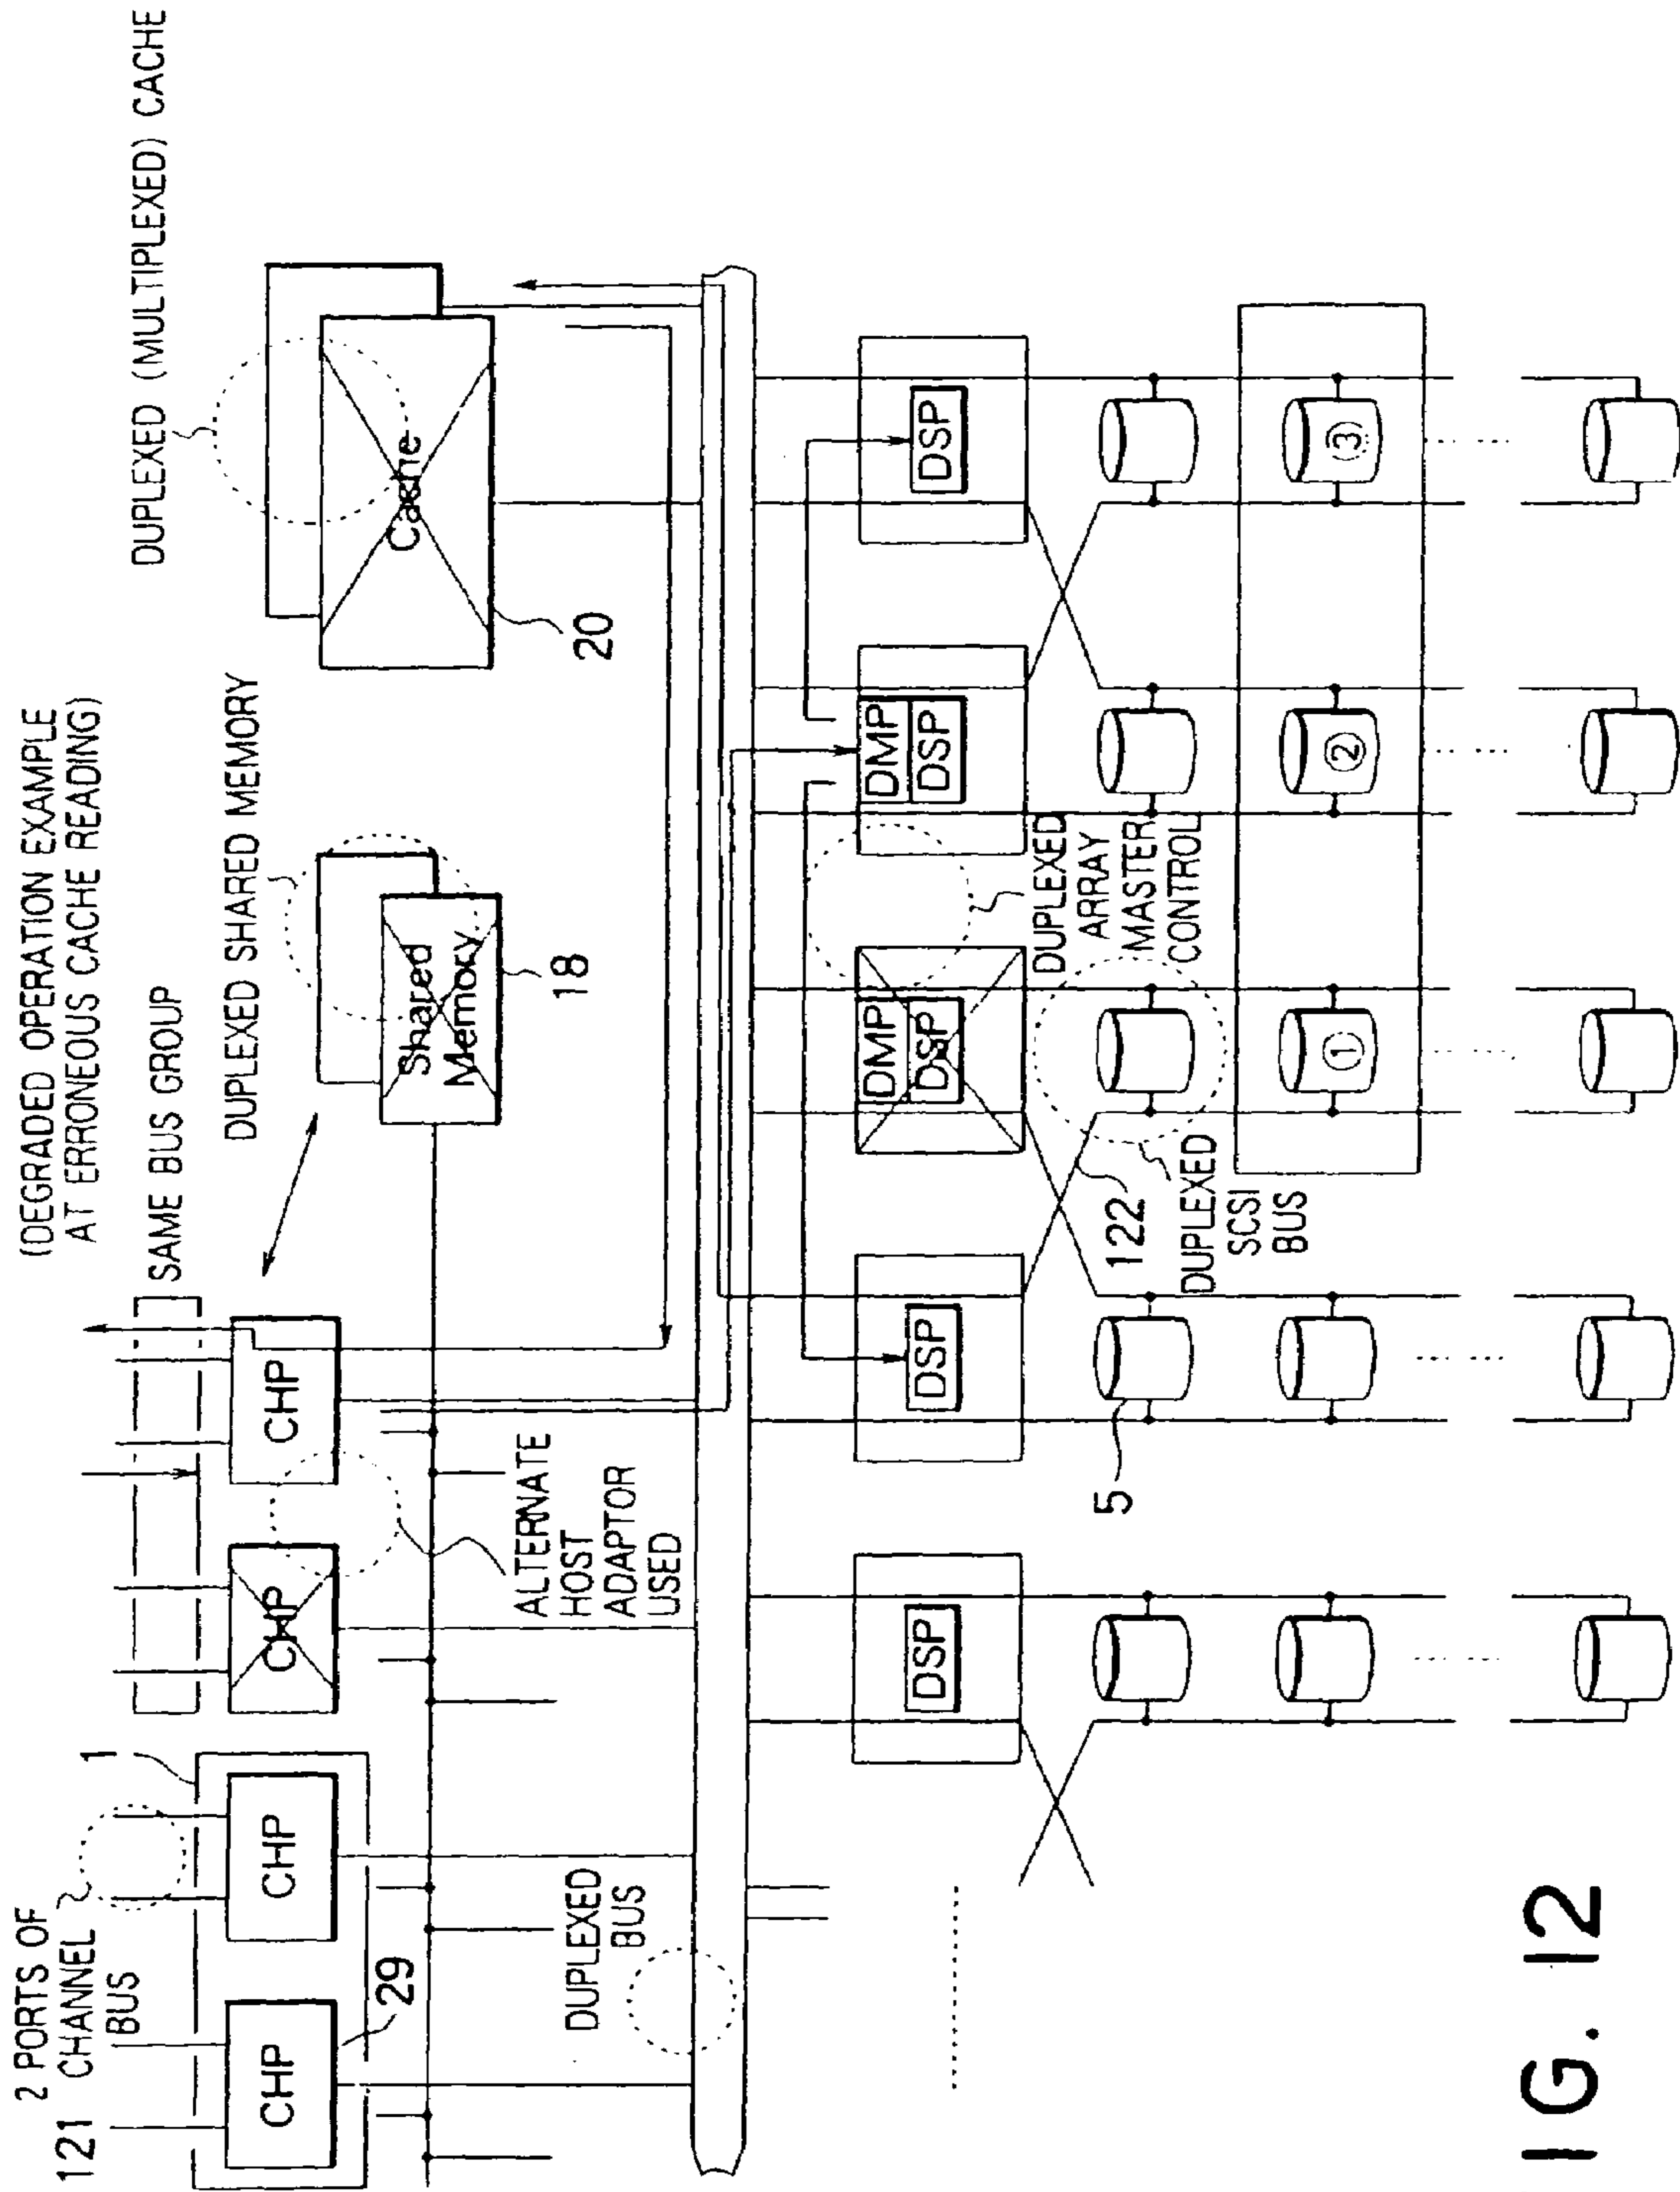 (DEGRADED OPERATION EXAMPLE
AT ERRONEOUS CACHE READING)
2 PORTS OF
121 CHANNEL
BUS
1
SAME BUS GROUP
DUPLEXED SHARED MEMORY
DUPLEXED (MULTIPLEXED) CACHE
CHP
CHP
CHP
CHP
29
Shared
Memory
18
Cashe
20
ALTERNATE
HOST
ADAPTOR
USED
DUPLEXED
BUS
DSP
DSP
DMP
DSP
DMP
DSP
DSP
DUPLEXED
ARRAY
MASTER
CONTROL
5
122
DUPLEXED
SCSI
BUS
①
②
③
IG. 12